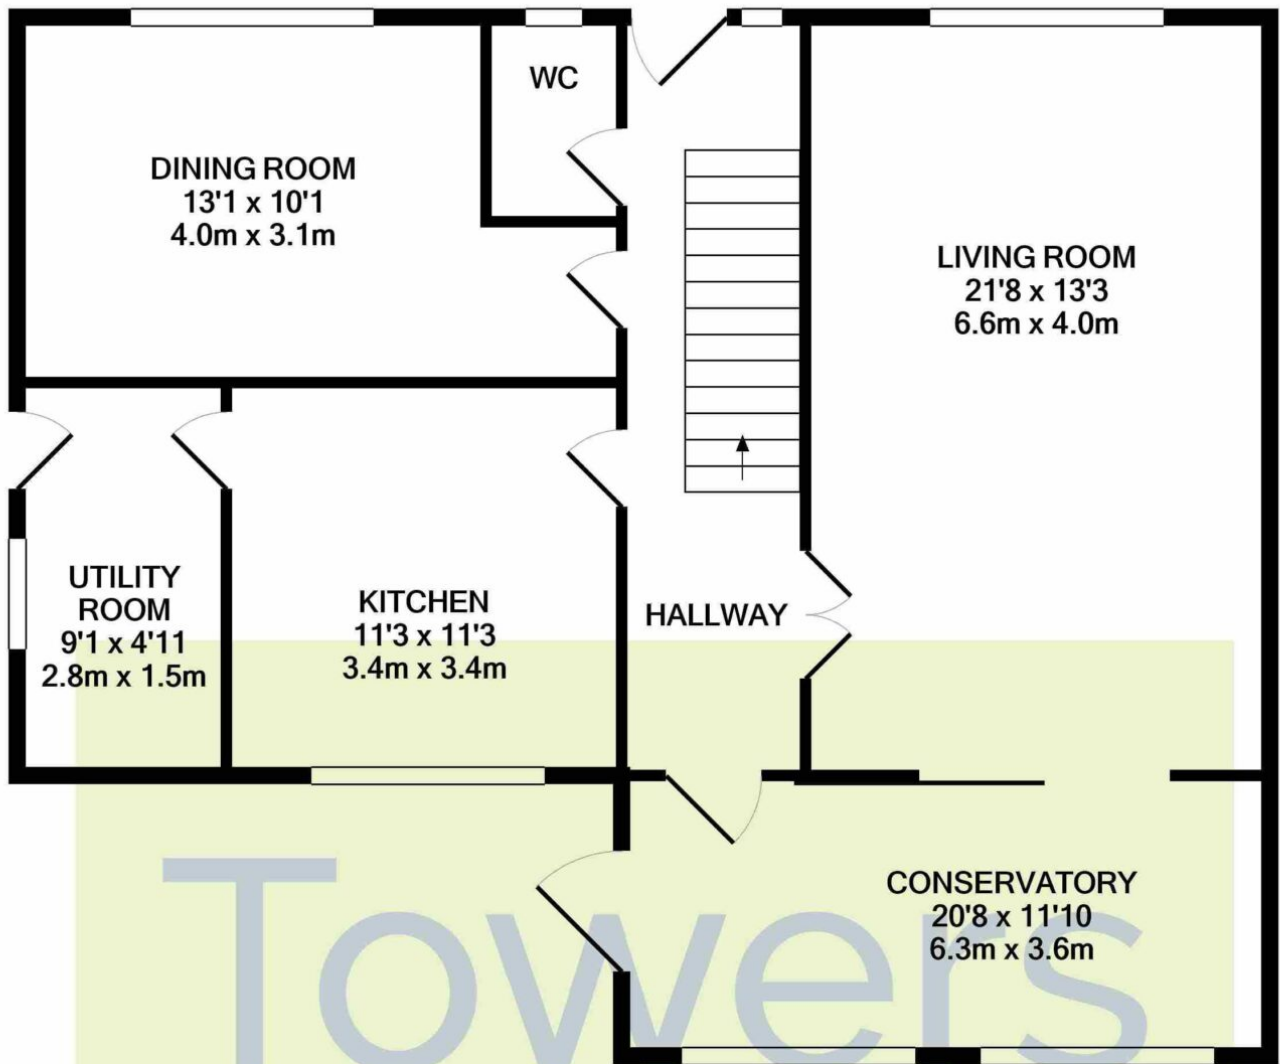 WC
DINING ROOM
13'1 x 10'1
4.0m x 3.1m
LIVING ROOM
21'8 x 13'3
6.6m x 4.0m
UTILITY
ROOM
9'1 x 4'11
2.8m x 1.5m
KITCHEN
11'3 x 11'3
3.4m x 3.4m
HALLWAY
CONSERVATORY
20'8 x 11'10
6.3m x 3.6m
Towers